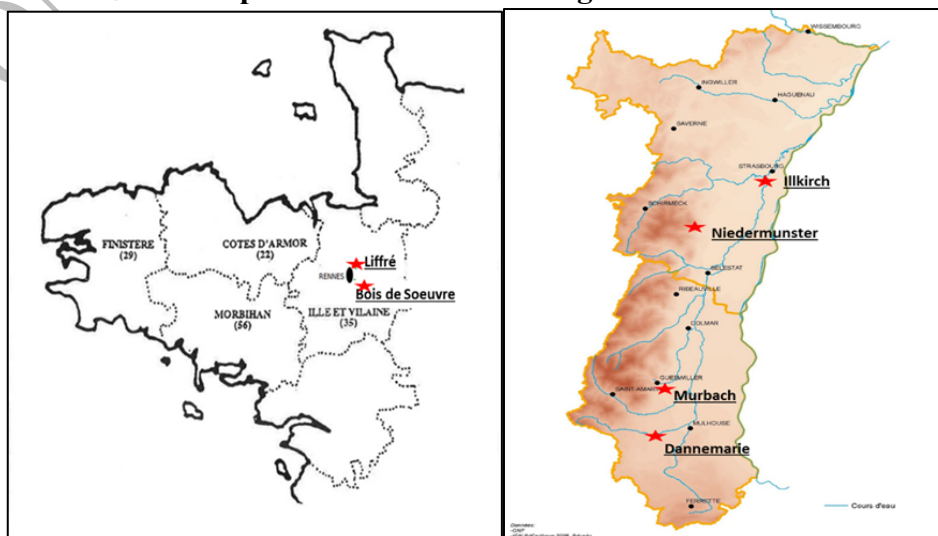 FINISTERE
(29)
COTES D'ARMOR
(22)
Liffré
RENNES
Bois de Soeuvre
MORBIHAN
(56)
ILLE ET VILAINE
(35)
WISSEMBOURG
INGWILLER
HAGUENAU
SAVERNE
STRASBOURG
Illkirch
SCHIRMECK
Niedermunster
SELESTAT
RIBEAUVILLE
COLMAR
GUEBWILLER
SAINT-AMARIN
Murbach
MULHOUSE
Dannemarie
FERRETTE
Cours d'eau
Données: